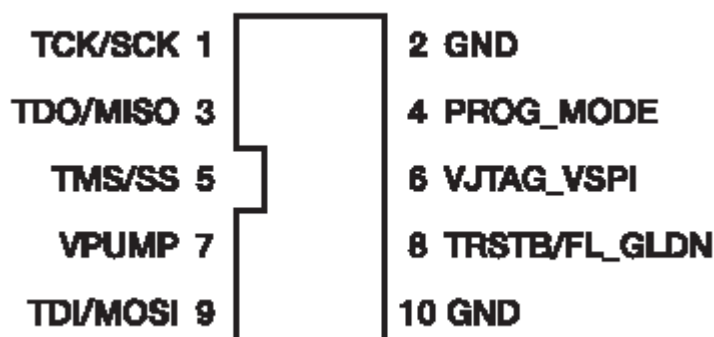 TCK/SCK 1 2 GND
TDO/MISO 3 4 PROG_MODE
TMS/SS 5 6 VJTAG_VSPI
VPUMP 7 8 TRSTB/FL_GLDN
TDI/MOSI 9 10 GND